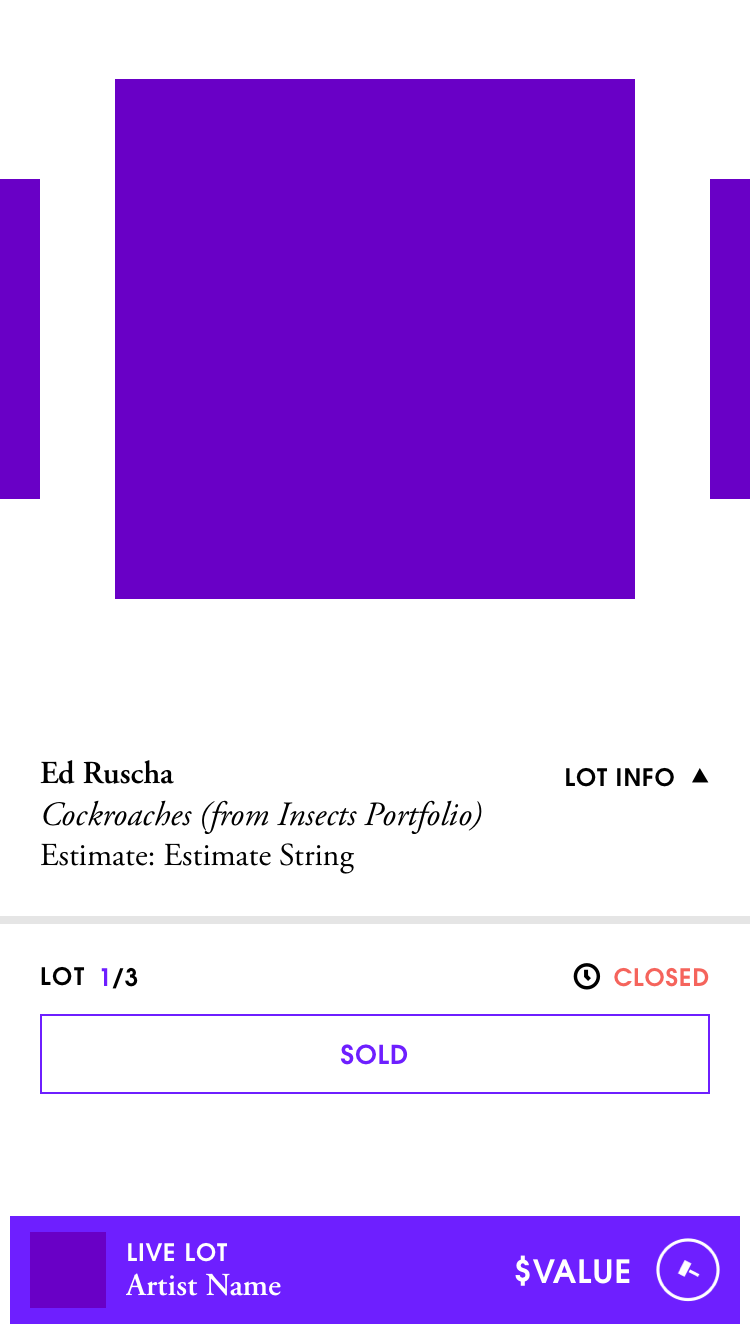 Ed Ruscha
LOT INFO
Cockroaches (from Insects Portfolio)
Estimate: Estimate String
LOT 1/3
CLOSED
SOLD
LIVE LOT
Artist Name
$VALUE